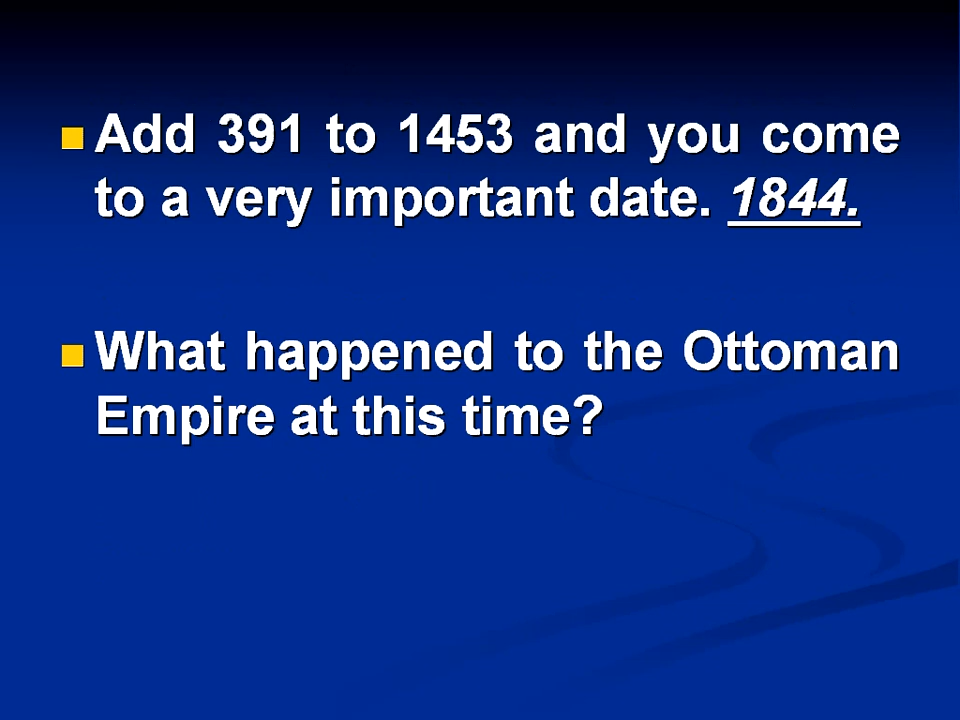 Add 391 to 1453 and you come
to a very important date. 1844.
What happened to the Ottoman
Empire at this time?